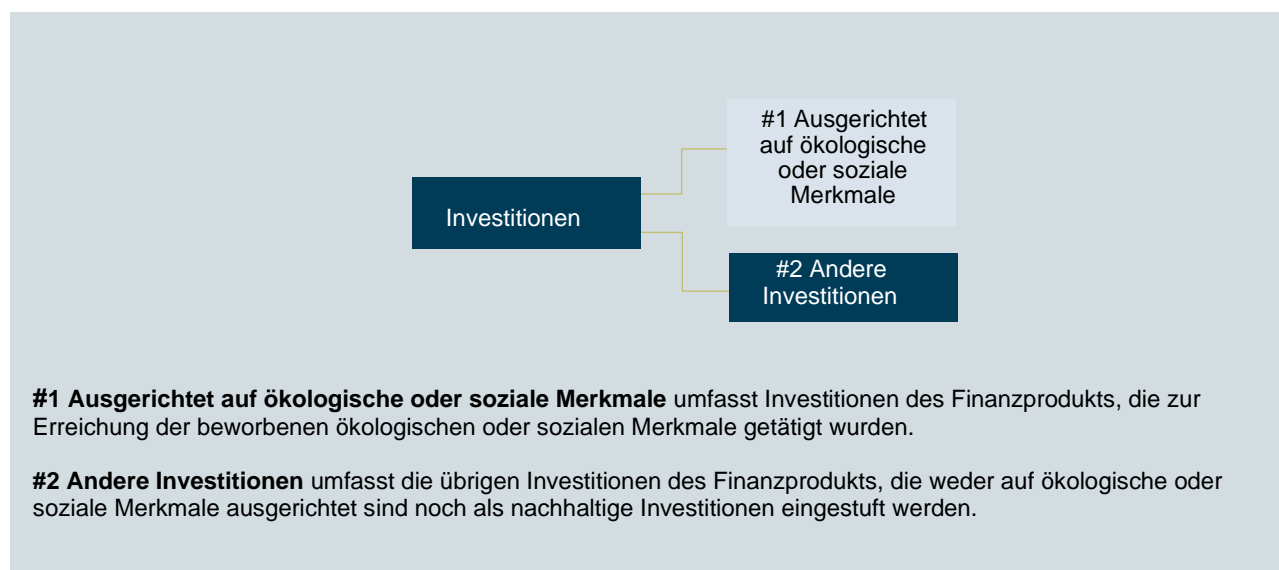 #1 Ausgerichtet
auf ökologische
oder soziale
Merkmale
Investitionen
#2 Andere
Investitionen
#1 Ausgerichtet auf ökologische oder soziale Merkmale umfasst Investitionen des Finanzprodukts, die zur
Erreichung der beworbenen ökologischen oder sozialen Merkmale getätigt wurden.
#2 Andere Investitionen umfasst die übrigen Investitionen des Finanzprodukts, die weder auf ökologische oder
soziale Merkmale ausgerichtet sind noch als nachhaltige Investitionen eingestuft werden.